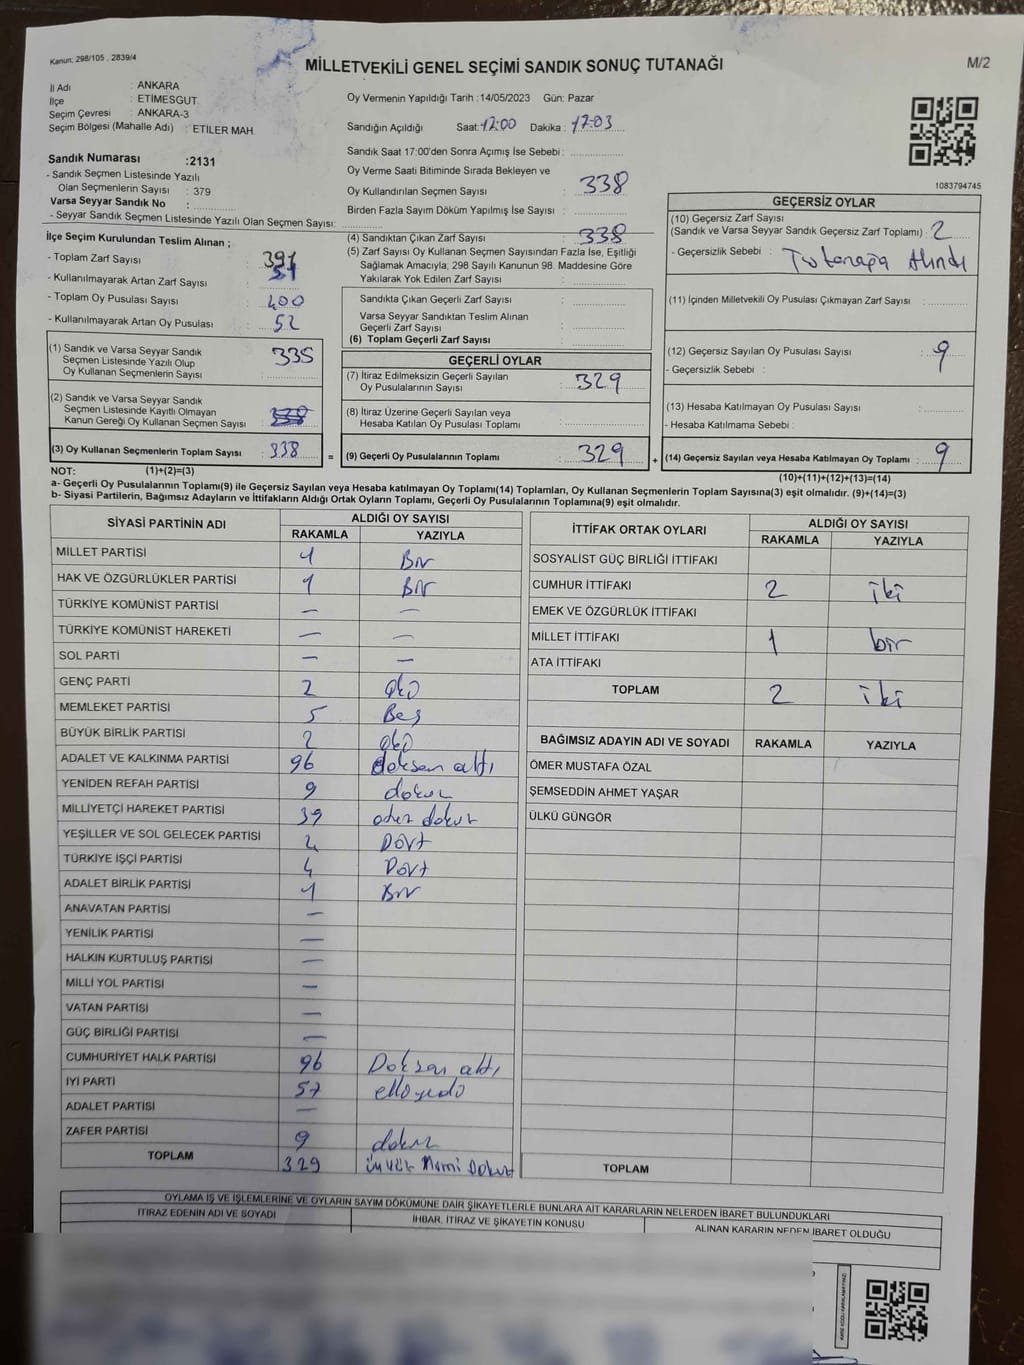 Kanun: 298/105 , 2839/4
MİLLETVEKİLİ GENEL SEÇİMİ SANDIK SONUÇ TUTANAĞI
M/2
İl Adı : ANKARA
İlçe : ETİMESGUT
Seçim Çevresi : ANKARA-3
Seçim Bölgesi (Mahalle Adı) : ETİLER MAH.
Oy Vermenin Yapıldığı Tarih :14/05/2023 Gün: Pazar
Sandığın Açıldığı Saat: 17:00 Dakika : 17:03
Sandık Saat 17:00'den Sonra Açımış İse Sebebi :
Sandık Numarası :2131
- Sandık Seçmen Listesinde Yazılı
Olan Seçmenlerin Sayısı : 379
Varsa Seyyar Sandık No :
- Seyyar Sandık Seçmen Listesinde Yazılı Olan Seçmen Sayısı:
Oy Verme Saati Bitiminde Sırada Bekleyen ve
Oy Kullandırılan Seçmen Sayısı : 338
Birden Fazla Sayım Döküm Yapılmış İse Sayısı :
1083794745
İlçe Seçim Kurulundan Teslim Alınan ;
- Toplam Zarf Sayısı : 391
- Kullanılmayarak Artan Zarf Sayısı : 51
- Toplam Oy Pusulası Sayısı : 400
- Kullanılmayarak Artan Oy Pusulası : 52
(4) Sandıktan Çıkan Zarf Sayısı : 338
(5) Zarf Sayısı Oy Kullanan Seçmen Sayısından Fazla İse, Eşitliği
Sağlamak Amacıyla, 298 Sayılı Kanunun 98. Maddesine Göre
Yakılarak Yok Edilen Zarf Sayısı :
Sandıkta Çıkan Geçerli Zarf Sayısı :
Varsa Seyyar Sandıktan Teslim Alınan
Geçerli Zarf Sayısı :
(6) Toplam Geçerli Zarf Sayısı :
GEÇERSİZ OYLAR
(10) Geçersiz Zarf Sayısı
(Sandık ve Varsa Seyyar Sandık Geçersiz Zarf Toplamı) : 2
- Geçersizlik Sebebi : Tutanağa Alındı
(11) İçinden Milletvekili Oy Pusulası Çıkmayan Zarf Sayısı :
(12) Geçersiz Sayılan Oy Pusulası Sayısı : 9
- Geçersizlik Sebebi :
(13) Hesaba Katılmayan Oy Pusulası Sayısı :
- Hesaba Katılmama Sebebi :
(14) Geçersiz Sayılan veya Hesaba Katılmayan Oy Toplamı : 9
(1) Sandık ve Varsa Seyyar Sandık
Seçmen Listesinde Yazılı Olup
Oy Kullanan Seçmenlerin Sayısı : 335
(2) Sandık ve Varsa Seyyar Sandık
Seçmen Listesinde Kayıtlı Olmayan
Kanun Gereği Oy Kullanan Seçmen Sayısı :
(3) Oy Kullanan Seçmenlerin Toplam Sayısı : 338 =
GEÇERLİ OYLAR
(7) İtiraz Edilmeksizin Geçerli Sayılan
Oy Pusulalarının Sayısı : 329
(8) İtiraz Üzerine Geçerli Sayılan veya
Hesaba Katılan Oy Pusulası Toplamı :
(9) Geçerli Oy Pusulalarının Toplamı : 329 +
NOT: (1)+(2)=(3)
(10)+(11)+(12)+(13)=(14)
a- Geçerli Oy Pusulalarının Toplamı(9) ile Geçersiz Sayılan veya Hesaba Katılmayan Oy Toplamı(14) Toplamları, Oy Kullanan Seçmenlerin Toplam Sayısına(3) eşit olmalıdır. (9)+(14)=(3)
b- Siyasi Partilerin, Bağımsız Adayların ve İttifakların Aldığı Ortak Oyların Toplamı, Geçerli Oy Pusulalarının Toplamına(9) eşit olmalıdır.
SİYASİ PARTİNİN ADI ALDIĞI OY SAYISI
RAKAMLA YAZIYLA
MİLLET PARTİSİ 1 Bir
HAK VE ÖZGÜRLÜKLER PARTİSİ 1 Bir
TÜRKİYE KOMÜNİST PARTİSİ — —
TÜRKİYE KOMÜNİST HAREKETİ — —
SOL PARTİ — —
GENÇ PARTİ 2 iki
MEMLEKET PARTİSİ 5 Beş
BÜYÜK BİRLİK PARTİSİ 2 iki
ADALET VE KALKINMA PARTİSİ 96 doksan altı
YENİDEN REFAH PARTİSİ 9 dokuz
MİLLİYETÇİ HAREKET PARTİSİ 39 otuz dokuz
YEŞİLLER VE SOL GELECEK PARTİSİ 4 Dört
TÜRKİYE İŞÇİ PARTİSİ 4 Dört
ADALET BİRLİK PARTİSİ 1 Bir
ANAVATAN PARTİSİ —
YENİLİK PARTİSİ —
HALKIN KURTULUŞ PARTİSİ —
MİLLİ YOL PARTİSİ —
VATAN PARTİSİ —
GÜÇ BİRLİĞİ PARTİSİ —
CUMHURİYET HALK PARTİSİ 96 Doksan altı
İYİ PARTİ 57 elli yedi
ADALET PARTİSİ —
ZAFER PARTİSİ 9 dokuz
TOPLAM 329
İTTİFAK ORTAK OYLARI ALDIĞI OY SAYISI
RAKAMLA YAZIYLA
SOSYALİST GÜÇ BİRLİĞİ İTTİFAKI
CUMHUR İTTİFAKI 2 iki
EMEK VE ÖZGÜRLÜK İTTİFAKI
MİLLET İTTİFAKI 1 bir
ATA İTTİFAKI
TOPLAM 2 iki
BAĞIMSIZ ADAYIN ADI VE SOYADI RAKAMLA YAZIYLA
ÖMER MUSTAFA ÖZAL
ŞEMSEDDİN AHMET YAŞAR
ÜLKÜ GÜNGÖR
TOPLAM
OYLAMA İŞ VE İŞLEMLERİNE VE OYLARIN SAYIM DÖKÜMÜNE DAİR ŞİKAYETLERLE BUNLARA AİT KARARLARIN NELERDEN İBARET BULUNDUKLARI
İTİRAZ EDENİN ADI VE SOYADI
İHBAR, İTİRAZ VE ŞİKAYETİN KONUSU
ALINAN KARARIN NEDEN İBARET OLDUĞU